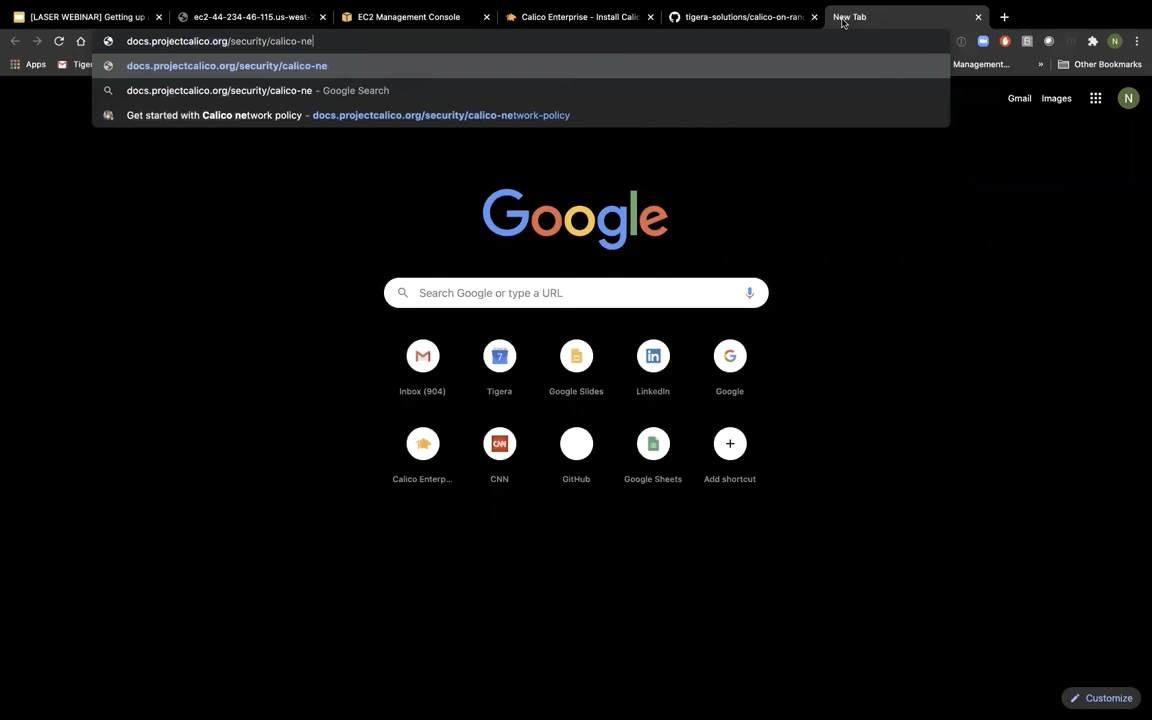 [LASER WEBINAR] Getting up
ec2-44-234-46-115.us-west-
EC2 Management Console
Calico Enterprise - Install Calic
tigera-solutions/calico-on-ranc
New Tab
docs.projectcalico.org/security/calico-ne
N
Apps
Tiger
docs.projectcalico.org/security/calico-ne
Management...
»
Other Bookmarks
docs.projectcalico.org/security/calico-ne - Google Search
Get started with Calico network policy - docs.projectcalico.org/security/calico-network-policy
Gmail
Images
N
Google
Search Google or type a URL
Inbox (904)
Tigera
Google Slides
LinkedIn
Google
Calico Enterp...
CNN
GitHub
Google Sheets
Add shortcut
Customize